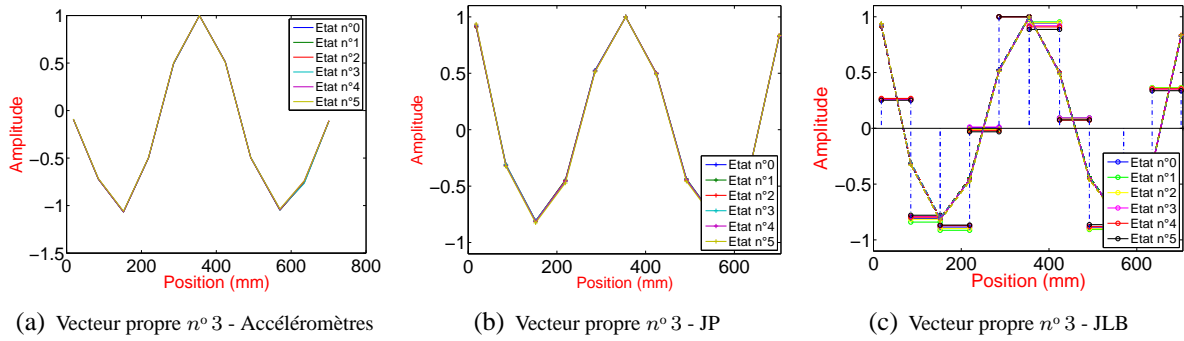 1
0.5
0
−0.5
−1
−1.5
0
200
400
600
800
Amplitude
Position (mm)
Etat n°0
Etat n°1
Etat n°2
Etat n°3
Etat n°4
Etat n°5
(a) Vecteur propre nº 3 - Accéléromètres
1
0.5
0
−0.5
−1
0
200
400
600
Amplitude
Position (mm)
Etat n°0
Etat n°1
Etat n°2
Etat n°3
Etat n°4
Etat n°5
(b) Vecteur propre nº 3 - JP
1
0.5
0
−0.5
−1
0
200
400
600
Amplitude
Position (mm)
Etat n°0
Etat n°1
Etat n°2
Etat n°3
Etat n°4
Etat n°5
(c) Vecteur propre nº 3 - JLB